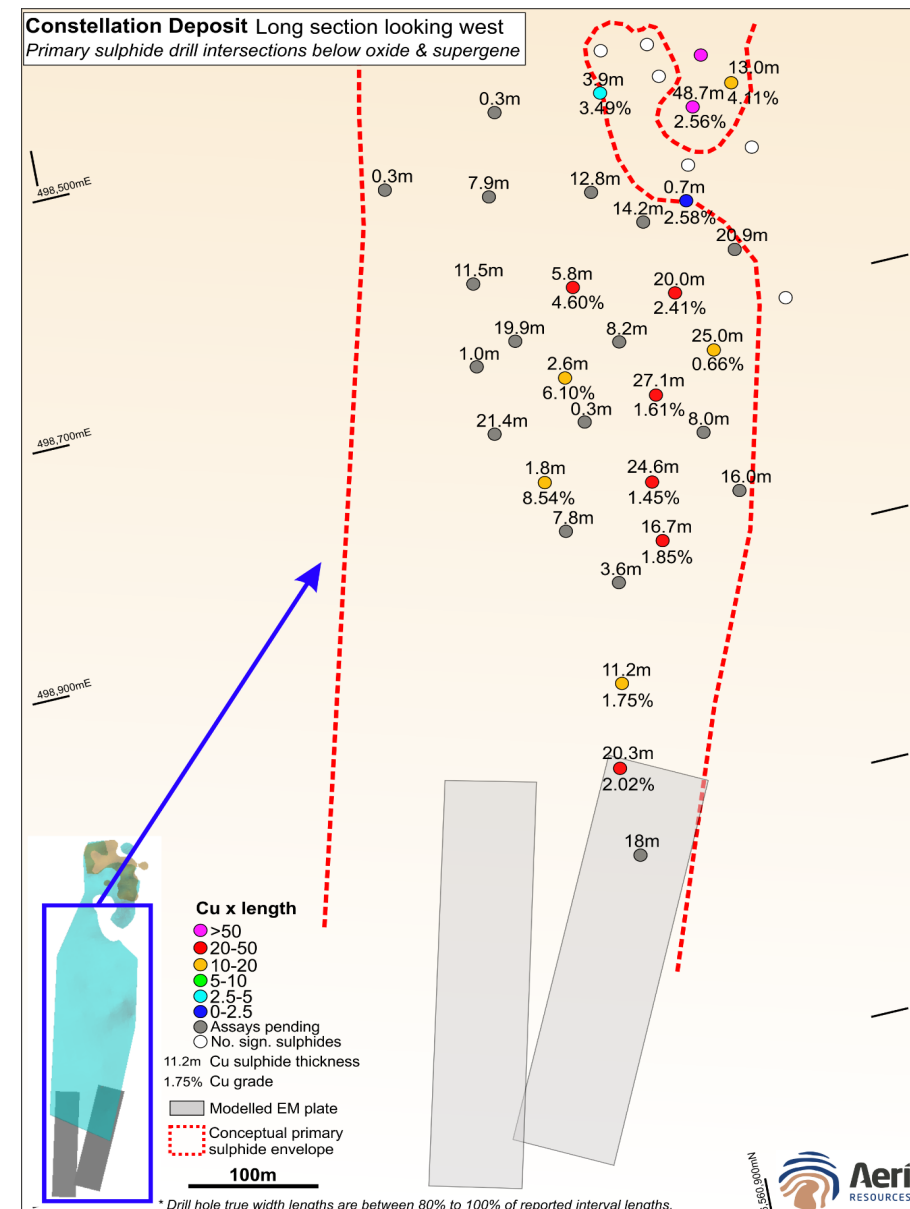 Constellation Deposit Long section looking west
Primary sulphide drill intersections below oxide & supergene
13.0m
4.11%
3.9m
3.49%
48.7m
2.56%
0.3m
0.3m
7.9m
12.8m
0.7m
2.58%
498,500mE
14.2m
20.9m
11.5m
5.8m
4.60%
20.0m
2.41%
19.9m
8.2m
25.0m
0.66%
1.0m
2.6m
6.10%
27.1m
1.61%
0.3m
21.4m
8.0m
498,700mE
1.8m
8.54%
24.6m
1.45%
16.0m
7.8m
16.7m
1.85%
3.6m
498,900mE
11.2m
1.75%
20.3m
2.02%
18m
Cu x length
>50
20-50
10-20
5-10
2.5-5
0-2.5
Assays pending
No. sign. sulphides
11.2m Cu sulphide thickness
1.75% Cu grade
Modelled EM plate
Conceptual primary
sulphide envelope
100m
* Drill hole true width lengths are between 80% to 100% of reported interval lengths.
Aeri
RESOURCES